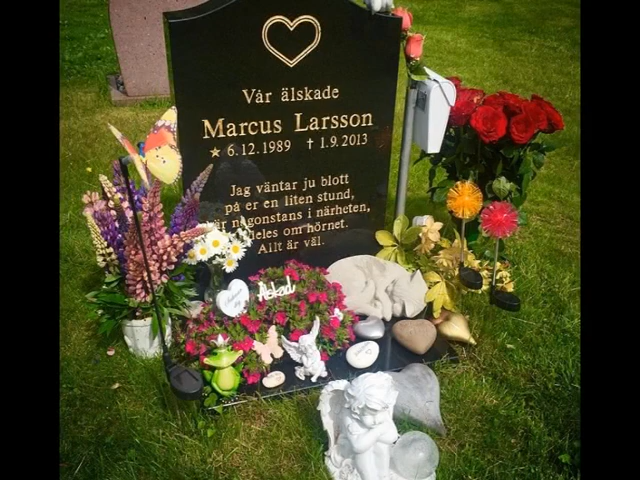 Vår älskade
Marcus Larsson
★ 6.12.1989 † 1.9.2013
Jag väntar ju blott
på er en liten stund,
någonstans i närheten,
om hörnet.
Allt är väl.
Älskad